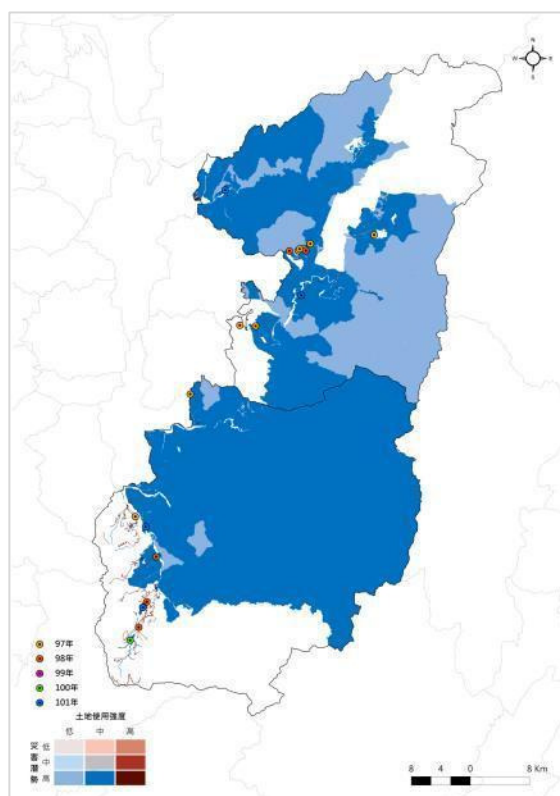 N
W E
S
97年
98年
99年
100年
101年
土地使用強度
低 中 高
災害潛勢
低
中
高
8 4 0 8 Km